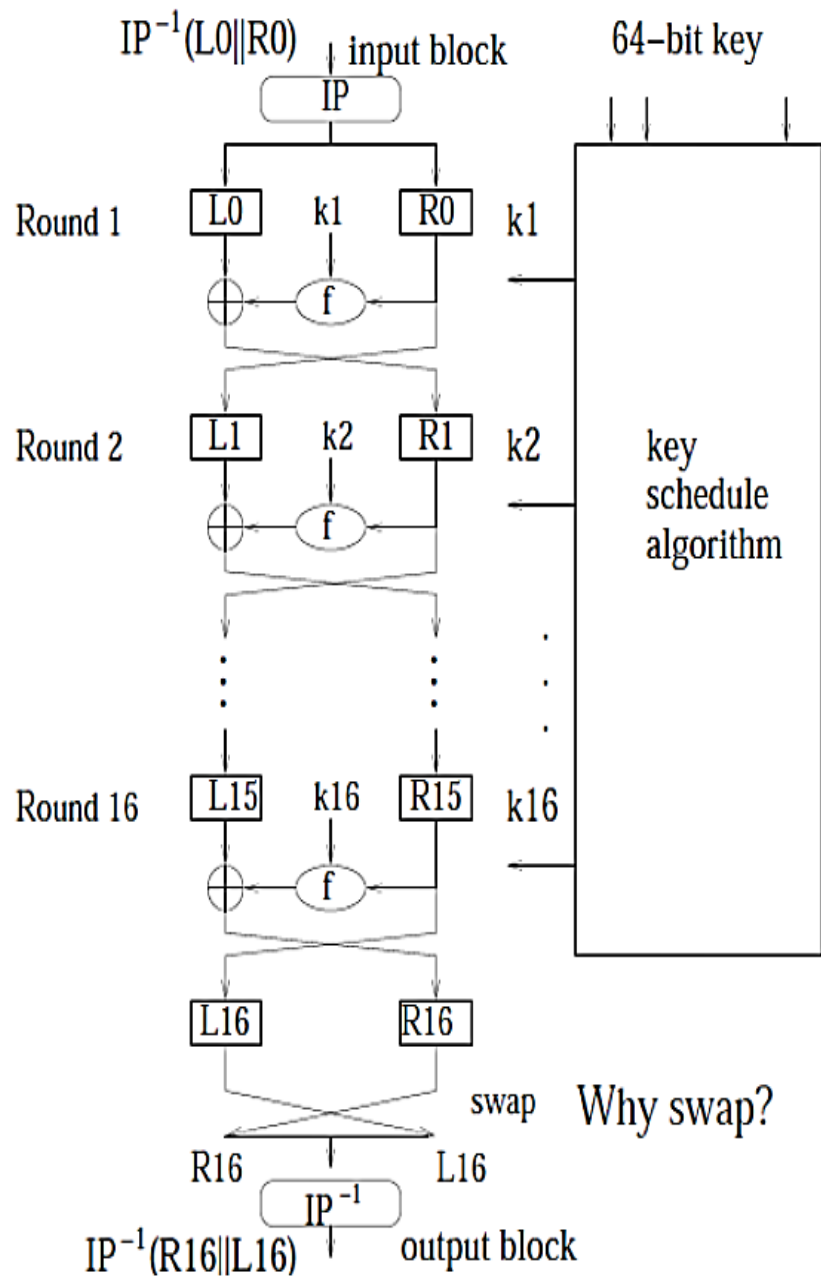 IP⁻¹(L0||R0) input block 64–bit key
IP
Round 1 L0 k1 R0 k1
f
Round 2 L1 k2 R1 k2
f
key
schedule
algorithm
Round 16 L15 k16 R15 k16
f
L16 R16
swap Why swap?
R16 L16
IP⁻¹
IP⁻¹(R16||L16) output block